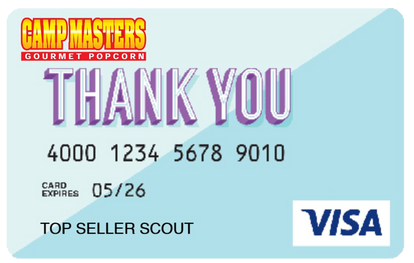 CAMP MASTERS
GOURMET POPCORN
THANK YOU
4000 1234 5678 9010
CARD
EXPIRES 05/26
TOP SELLER SCOUT
VISA